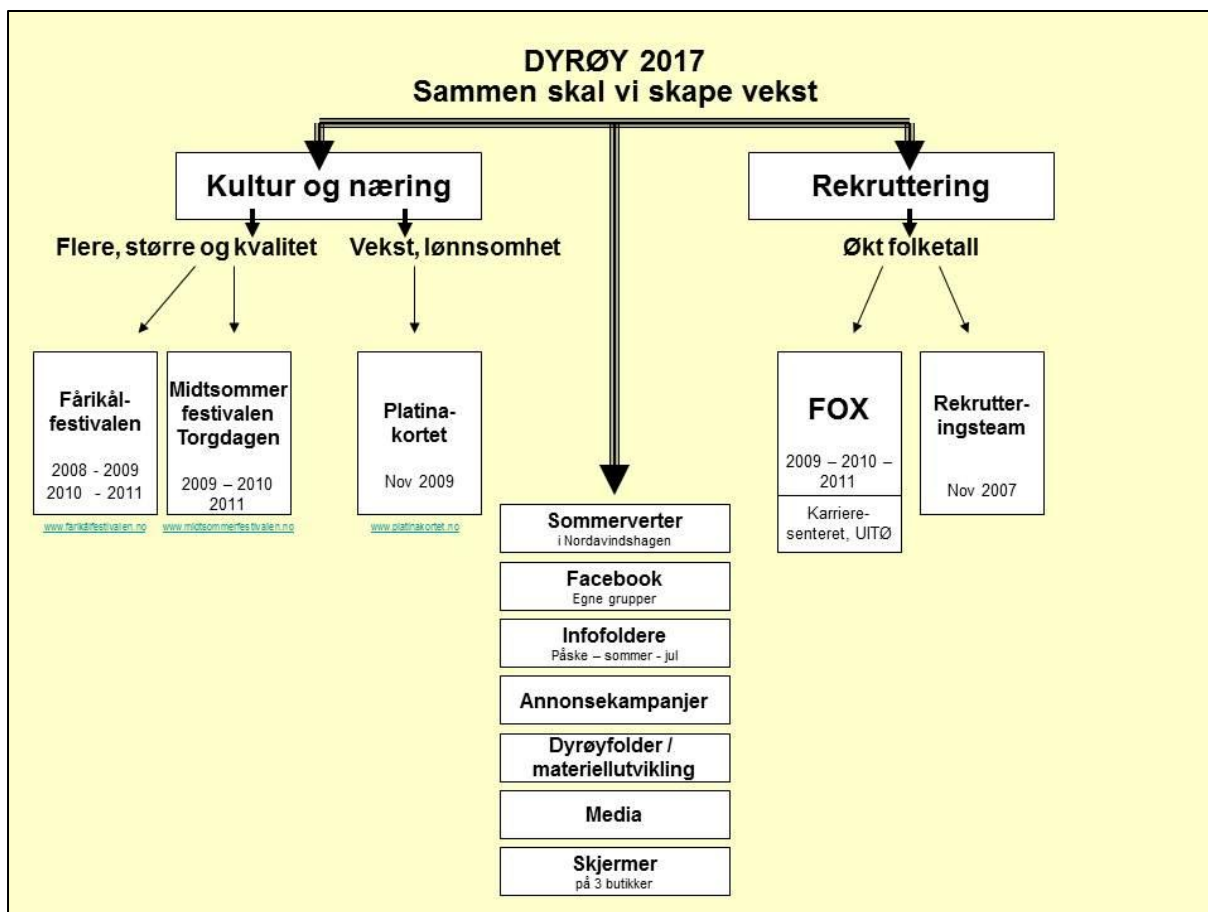 DYRØY 2017
Sammen skal vi skape vekst
Kultur og næring
Rekruttering
Flere, større og kvalitet
Vekst, lønnsomhet
Økt folketall
Fårikål-
festivalen
2008 - 2009
2010 - 2011
www.farikalfestivalen.no
Midtsommer
festivalen
Torgdagen
2009 – 2010
2011
www.midtsommerfestivalen.no
Platina-
kortet
Nov 2009
www.platinakortet.no
FOX
2009 – 2010 –
2011
Karriere-
senteret, UITØ
Rekrutter-
ingsteam
Nov 2007
Sommerverter
i Nordavindshagen
Facebook
Egne grupper
Infofoldere
Påske – sommer - jul
Annonsekampanjer
Dyrøyfolder /
materiellutvikling
Media
Skjermer
på 3 butikker